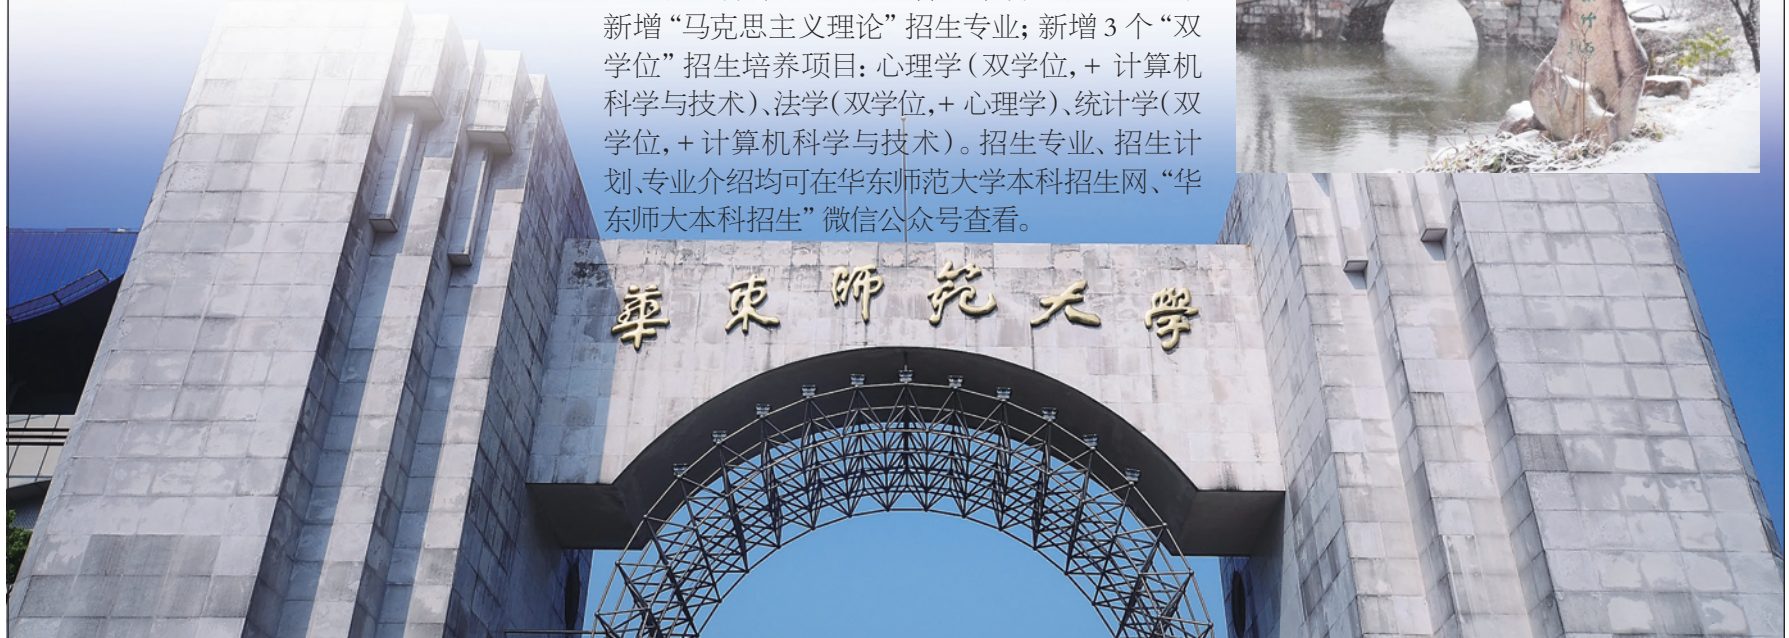 新增“马克思主义理论”招生专业；新增3个“双
学位”招生培养项目：心理学（双学位，+ 计算机
科学与技术）、法学（双学位，+ 心理学）、统计学（双
学位，+ 计算机科学与技术）。招生专业、招生计
划、专业介绍均可在华东师范大学本科招生网、“华
东师大本科招生”微信公众号查看。
華東師範大學